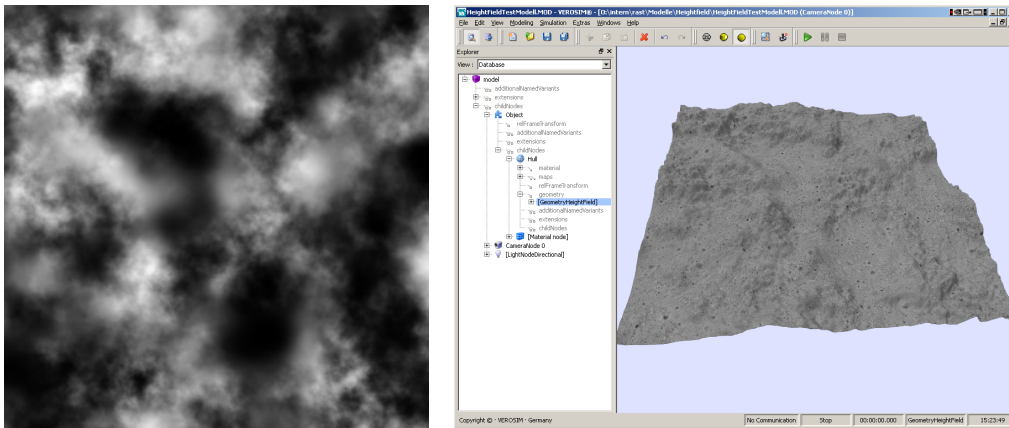 HeightFieldTestModell.MOD - VEROSIM® - [O:\intern\rast\Modelle\Heightfield\HeightFieldTestModell.MOD (CameraNode 0)]
File Edit View Modeling Simulation Extras Windows Help
Explorer
View : Database
model
additionalNamedVariants
extensions
childNodes
Object
relFrameTransform
additionalNamedVariants
extensions
childNodes
Hull
material
maps
relFrameTransform
geometry
[GeometryHeightField]
additionalNamedVariants
extensions
childNodes
[Material node]
CameraNode 0
[LightNodeDirectional]
Copyright © · VEROSIM · Germany
No Communication Stop 00:00:00.000 GeometryHeightField 15:23:49